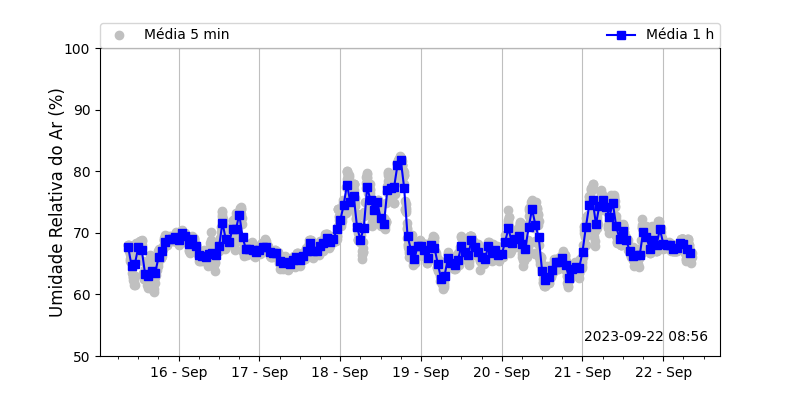 Média 5 min
Média 1 h
Umidade Relativa do Ar (%)
100
90
80
70
60
50
2023-09-22 08:56
16 - Sep
17 - Sep
18 - Sep
19 - Sep
20 - Sep
21 - Sep
22 - Sep